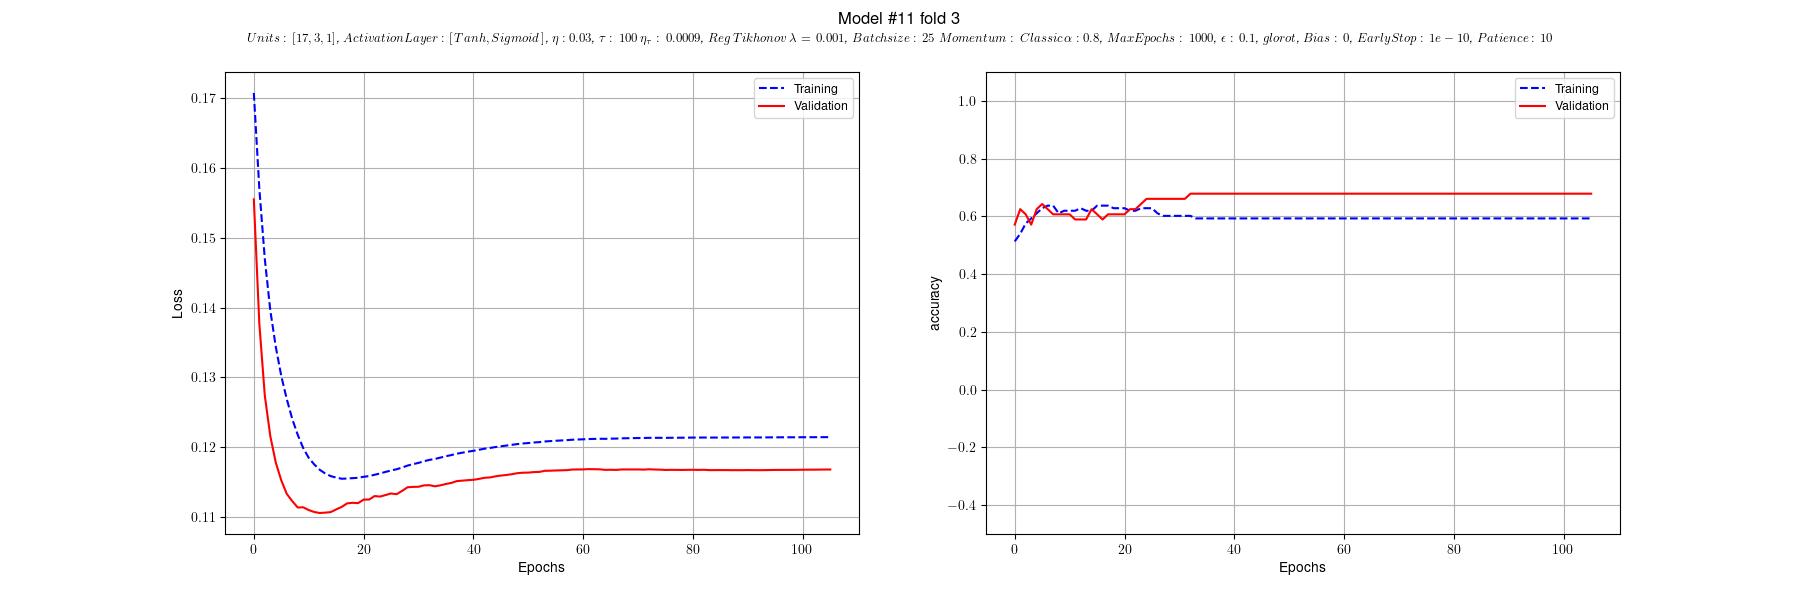 Model #11 fold 3
Units : [17, 3, 1], ActivationLayer : [Tanh, Sigmoid], η : 0.03, τ : 100 η_τ : 0.0009, Reg Tikhonov λ = 0.001, Batchsize : 25 Momentum : Classic α : 0.8, MaxEpochs : 1000, ϵ : 0.1, glorot, Bias : 0, EarlyStop : 1e − 10, Patience : 10
Training
Validation
0.17
0.16
0.15
0.14
0.13
0.12
0.11
Loss
0 20 40 60 80 100
Epochs
Training
Validation
1.0
0.8
0.6
0.4
0.2
0.0
−0.2
−0.4
accuracy
0 20 40 60 80 100
Epochs